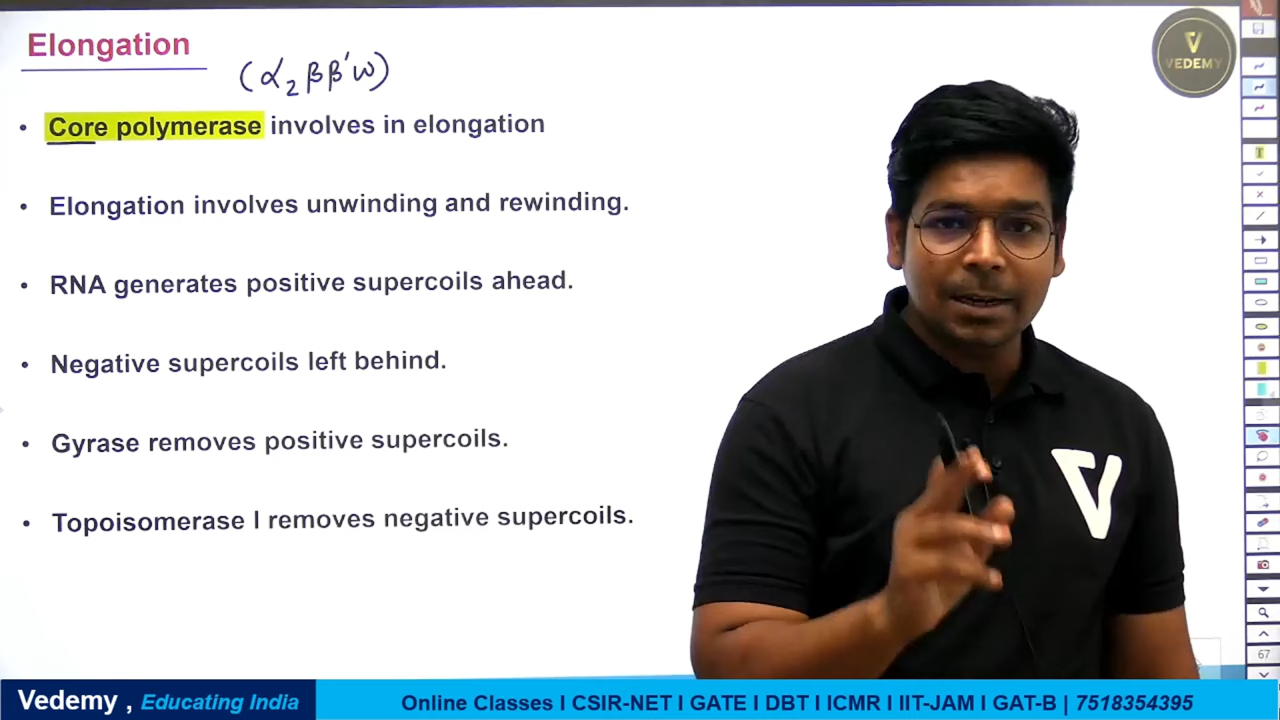 Elongation
(α₂ββ'ω)
• Core polymerase involves in elongation
• Elongation involves unwinding and rewinding.
• RNA generates positive supercoils ahead.
• Negative supercoils left behind.
• Gyrase removes positive supercoils.
• Topoisomerase I removes negative supercoils.
V
VEDEMY
T
67
Vedemy , Educating India
Online Classes I CSIR-NET I GATE I DBT I ICMR I IIT-JAM I GAT-B | 7518354395